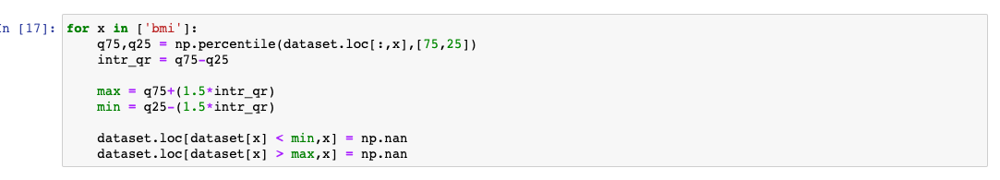 In [17]: for x in ['bmi']:
    q75,q25 = np.percentile(dataset.loc[:,x],[75,25])
    intr_qr = q75-q25

    max = q75+(1.5*intr_qr)
    min = q25-(1.5*intr_qr)

    dataset.loc[dataset[x] < min,x] = np.nan
    dataset.loc[dataset[x] > max,x] = np.nan